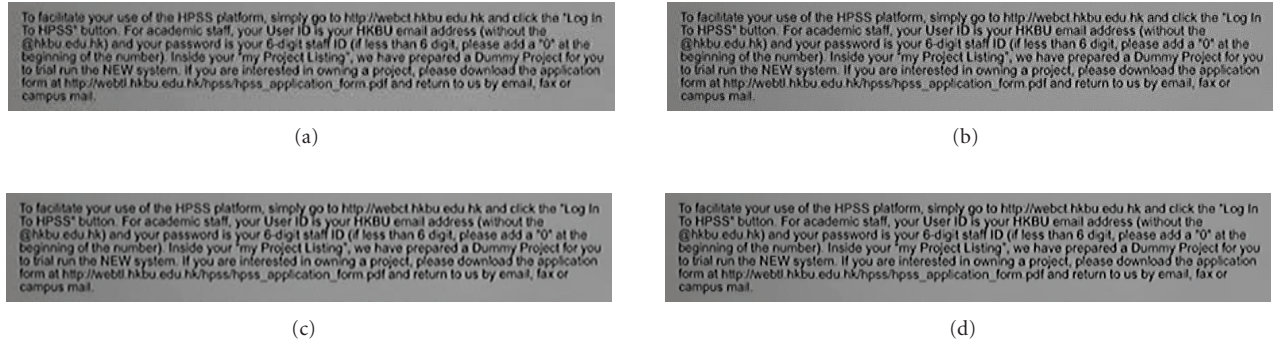 To facilitate your use of the HPSS platform, simply go to http://webct.hkbu.edu.hk and click the "Log In
To HPSS" button. For academic staff, your User ID is your HKBU email address (without the
@hkbu.edu.hk) and your password is your 6-digit staff ID (if less than 6 digit, please add a "0" at the
beginning of the number). Inside your "my Project Listing", we have prepared a Dummy Project for you
to trial run the NEW system. If you are interested in owning a project, please download the application
form at http://webtl.hkbu.edu.hk/hpss/hpss_application_form.pdf and return to us by email, fax or
campus mail.
(a)
To facilitate your use of the HPSS platform, simply go to http://webct.hkbu.edu.hk and click the "Log In
To HPSS" button. For academic staff, your User ID is your HKBU email address (without the
@hkbu.edu.hk) and your password is your 6-digit staff ID (if less than 6 digit, please add a "0" at the
beginning of the number). Inside your "my Project Listing", we have prepared a Dummy Project for you
to trial run the NEW system. If you are interested in owning a project, please download the application
form at http://webtl.hkbu.edu.hk/hpss/hpss_application_form.pdf and return to us by email, fax or
campus mail.
(b)
To facilitate your use of the HPSS platform, simply go to http://webct.hkbu.edu.hk and click the "Log In
To HPSS" button. For academic staff, your User ID is your HKBU email address (without the
@hkbu.edu.hk) and your password is your 6-digit staff ID (if less than 6 digit, please add a "0" at the
beginning of the number). Inside your "my Project Listing", we have prepared a Dummy Project for you
to trial run the NEW system. If you are interested in owning a project, please download the application
form at http://webtl.hkbu.edu.hk/hpss/hpss_application_form.pdf and return to us by email, fax or
campus mail.
(c)
To facilitate your use of the HPSS platform, simply go to http://webct.hkbu.edu.hk and click the "Log In
To HPSS" button. For academic staff, your User ID is your HKBU email address (without the
@hkbu.edu.hk) and your password is your 6-digit staff ID (if less than 6 digit, please add a "0" at the
beginning of the number). Inside your "my Project Listing", we have prepared a Dummy Project for you
to trial run the NEW system. If you are interested in owning a project, please download the application
form at http://webtl.hkbu.edu.hk/hpss/hpss_application_form.pdf and return to us by email, fax or
campus mail.
(d)